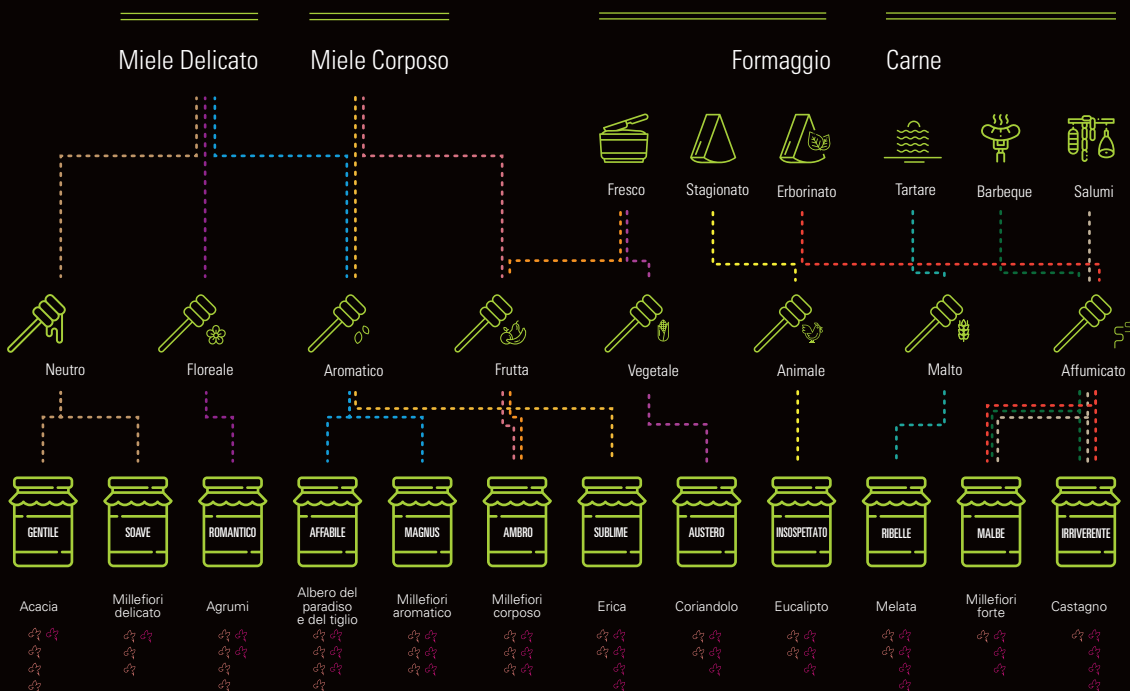 Miele Delicato
Miele Corposo
Formaggio
Carne
Fresco
Stagionato
Erborinato
Tartare
Barbeque
Salumi
Neutro
Floreale
Aromatico
Frutta
Vegetale
Animale
Malto
Affumicato
GENTILE
SOAVE
ROMANTICO
AFFABILE
MAGNUS
AMBRO
SUBLIME
AUSTERO
INSOSPETTATO
RIBELLE
MALBE
IRRIVERENTE
Acacia
Millefiori
delicato
Agrumi
Albero del
paradiso
e del tiglio
Millefiori
aromatico
Millefiori
corposo
Erica
Coriandolo
Eucalipto
Melata
Millefiori
forte
Castagno